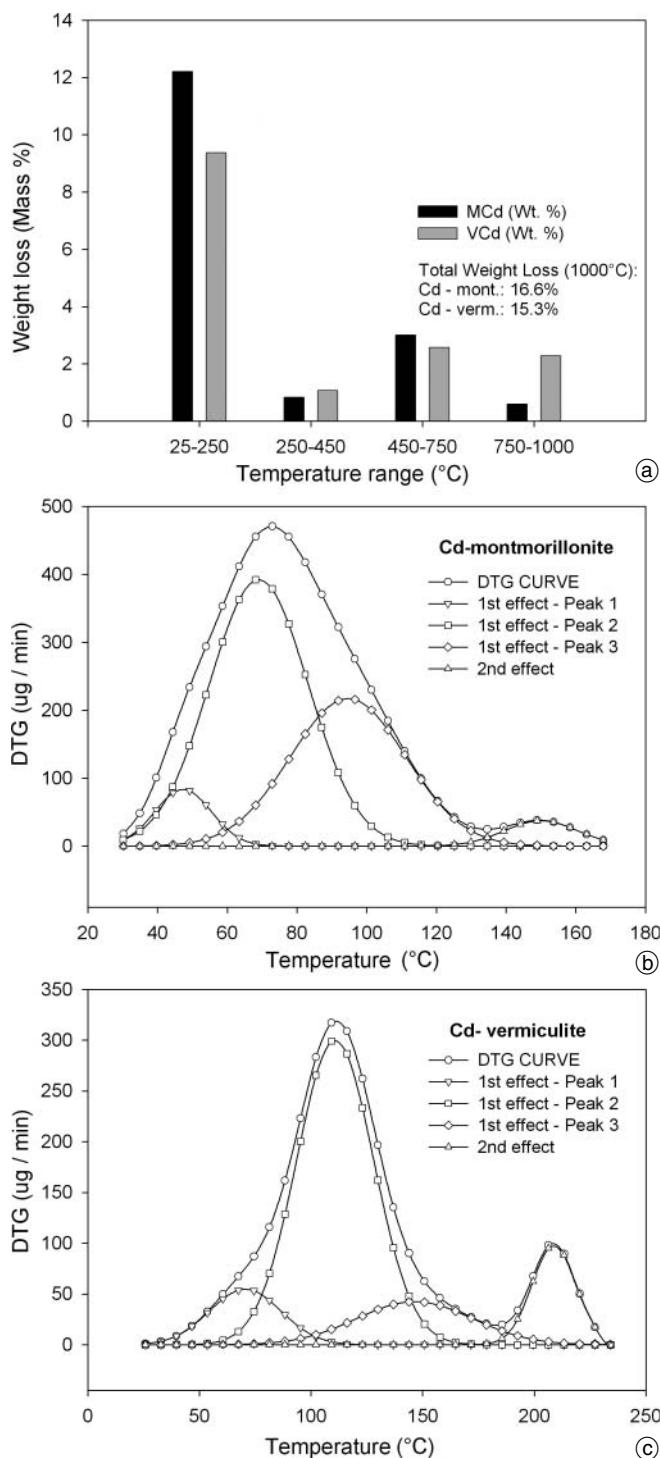 14
12
10
8
6
4
2
0
Weight loss (Mass %)
MCd (Wt. %)
VCd (Wt. %)
Total Weight Loss (1000°C):
Cd - mont.: 16.6%
Cd - verm.: 15.3%
25-250 250-450 450-750 750-1000
Temperature range (°C)
a
500
400
300
200
100
0
DTG (ug / min)
Cd-montmorillonite
DTG CURVE
1st effect - Peak 1
1st effect - Peak 2
1st effect - Peak 3
2nd effect
20 40 60 80 100 120 140 160 180
Temperature (°C)
b
350
300
250
200
150
100
50
0
DTG (ug / min)
Cd- vermiculite
DTG CURVE
1st effect - Peak 1
1st effect - Peak 2
1st effect - Peak 3
2nd effect
0 50 100 150 200 250
Temperature (°C)
c